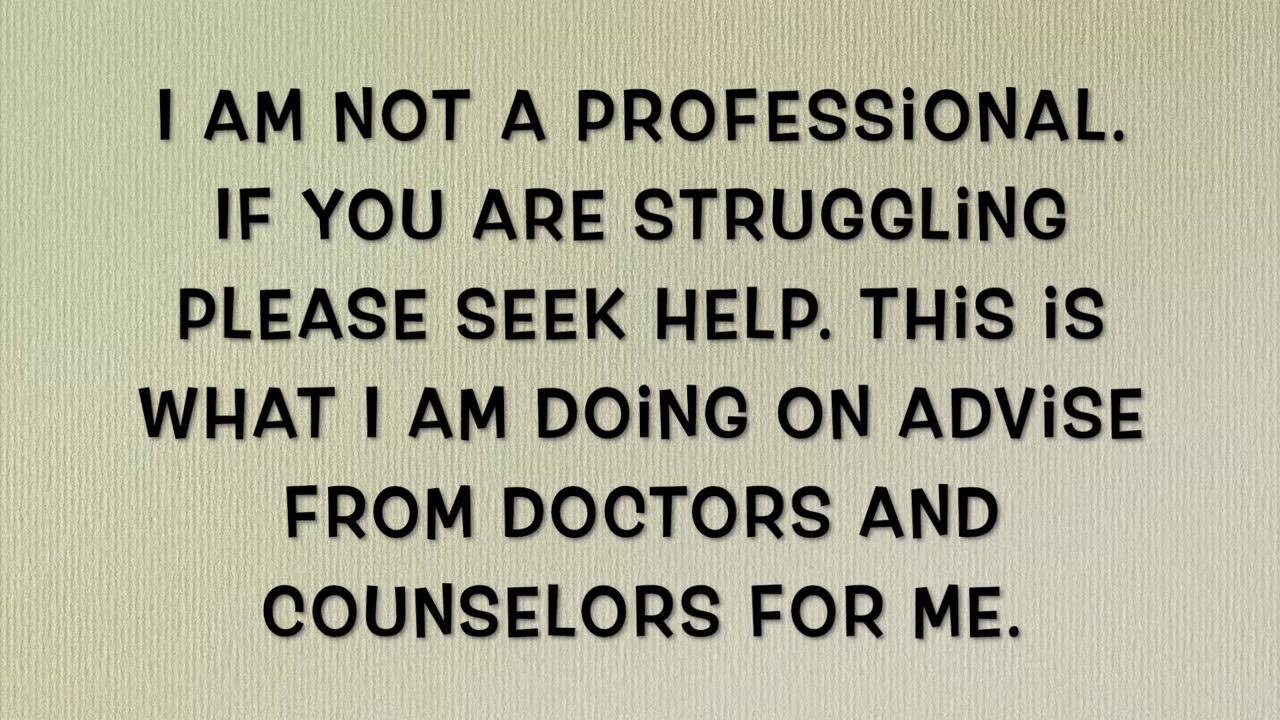 I AM NOT A PROFESSiONAL.
IF YOU ARE STRUGGLiNG
PLEASE SEEK HELP. THiS iS
WHAT I AM DOiNG ON ADViSE
FROM DOCTORS AND
COUNSELORS FOR ME.